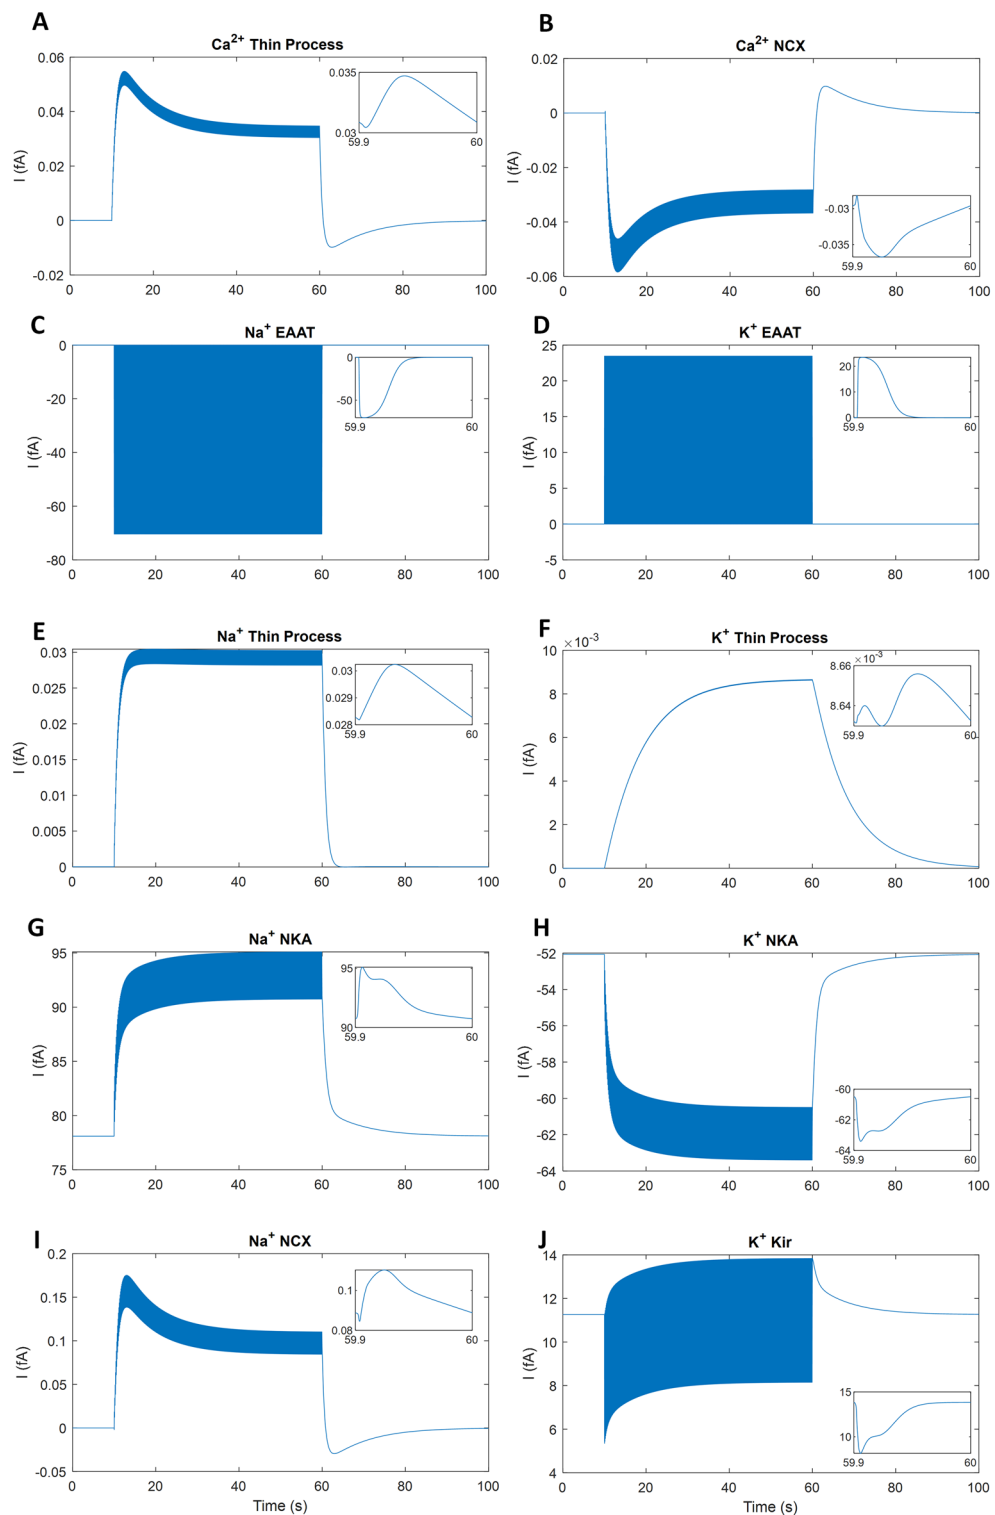 A
Ca2+ Thin Process
I (fA)
0.06
0.04
0.02
0
-0.02
0 20 40 60 80 100
0.035
0.03
59.9 60
B
Ca2+ NCX
I (fA)
0.02
0
-0.02
-0.04
-0.06
0 20 40 60 80 100
-0.03
-0.035
59.9 60
C
Na+ EAAT
I (fA)
0
-20
-40
-60
-80
0 20 40 60 80 100
0
-50
59.9 60
D
K+ EAAT
I (fA)
25
20
15
10
5
0
-5
0 20 40 60 80 100
20
10
0
59.9 60
E
Na+ Thin Process
I (fA)
0.03
0.025
0.02
0.015
0.01
0.005
0
0 20 40 60 80 100
0.03
0.029
0.028
59.9 60
F
K+ Thin Process
×10-3
I (fA)
10
8
6
4
2
0
0 20 40 60 80 100
×10-3
8.66
8.64
59.9 60
G
Na+ NKA
I (fA)
95
90
85
80
75
0 20 40 60 80 100
95
90
59.9 60
H
K+ NKA
I (fA)
-52
-54
-56
-58
-60
-62
-64
0 20 40 60 80 100
-60
-62
-64
59.9 60
I
Na+ NCX
I (fA)
0.2
0.15
0.1
0.05
0
-0.05
0 20 40 60 80 100
Time (s)
0.1
0.08
59.9 60
J
K+ Kir
I (fA)
14
12
10
8
6
4
0 20 40 60 80 100
Time (s)
15
10
59.9 60